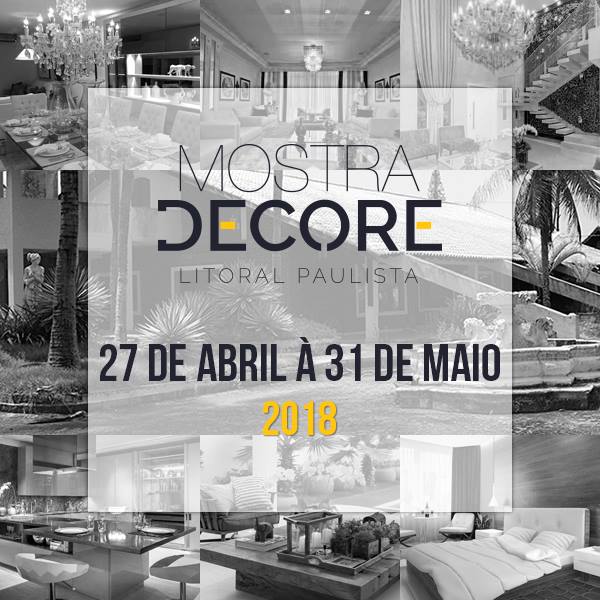 MOSTRA
DECORE
LITORAL PAULISTA
27 DE ABRIL À 31 DE MAIO
2018